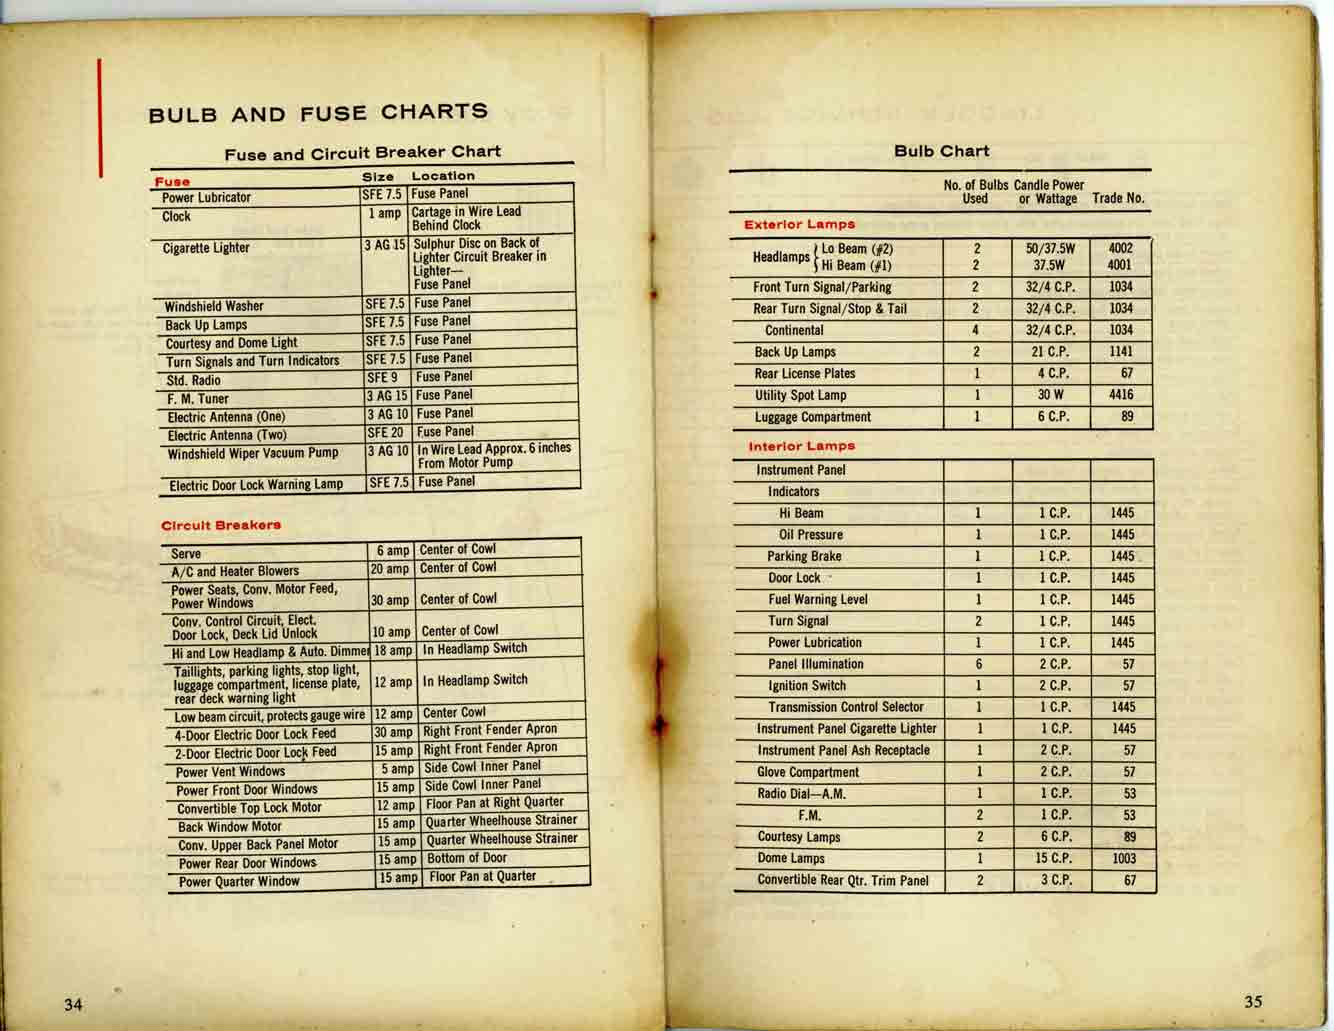 BULB AND FUSE CHARTS
Fuse and Circuit Breaker Chart
Fuse Size Location
Power Lubricator SFE 7.5 Fuse Panel
Clock 1 amp Cartage in Wire Lead
Behind Clock
Cigarette Lighter 3 AG 15 Sulphur Disc on Back of
Lighter Circuit Breaker in
Lighter—
Fuse Panel
Windshield Washer SFE 7.5 Fuse Panel
Back Up Lamps SFE 7.5 Fuse Panel
Courtesy and Dome Light SFE 7.5 Fuse Panel
Turn Signals and Turn Indicators SFE 7.5 Fuse Panel
Std. Radio SFE 9 Fuse Panel
F. M. Tuner 3 AG 15 Fuse Panel
Electric Antenna (One) 3 AG 10 Fuse Panel
Electric Antenna (Two) SFE 20 Fuse Panel
Windshield Wiper Vacuum Pump 3 AG 10 In Wire Lead Approx. 6 inches
From Motor Pump
Electric Door Lock Warning Lamp SFE 7.5 Fuse Panel
Circuit Breakers
Serve 6 amp Center of Cowl
A/C and Heater Blowers 20 amp Center of Cowl
Power Seats, Conv. Motor Feed,
Power Windows 30 amp Center of Cowl
Conv. Control Circuit, Elect.
Door Lock, Deck Lid Unlock 10 amp Center of Cowl
Hi and Low Headlamp & Auto. Dimmer 18 amp In Headlamp Switch
Taillights, parking lights, stop light,
luggage compartment, license plate, 12 amp In Headlamp Switch
rear deck warning light
Low beam circuit, protects gauge wire 12 amp Center Cowl
4-Door Electric Door Lock Feed 30 amp Right Front Fender Apron
2-Door Electric Door Lock Feed 15 amp Right Front Fender Apron
Power Vent Windows 5 amp Side Cowl Inner Panel
Power Front Door Windows 15 amp Side Cowl Inner Panel
Convertible Top Lock Motor 12 amp Floor Pan at Right Quarter
Back Window Motor 15 amp Quarter Wheelhouse Strainer
Conv. Upper Back Panel Motor 15 amp Quarter Wheelhouse Strainer
Power Rear Door Windows 15 amp Bottom of Door
Power Quarter Window 15 amp Floor Pan at Quarter
34
Bulb Chart
No. of Bulbs Candle Power
Used or Wattage Trade No.
Exterior Lamps
Headlamps { Lo Beam (#2) 2 50/37.5W 4002
Hi Beam (#1) 2 37.5W 4001
Front Turn Signal/Parking 2 32/4 C.P. 1034
Rear Turn Signal/Stop & Tail 2 32/4 C.P. 1034
Continental 4 32/4 C.P. 1034
Back Up Lamps 2 21 C.P. 1141
Rear License Plates 1 4 C.P. 67
Utility Spot Lamp 1 30 W 4416
Luggage Compartment 1 6 C.P. 89
Interior Lamps
Instrument Panel
Indicators
Hi Beam 1 1 C.P. 1445
Oil Pressure 1 1 C.P. 1445
Parking Brake 1 1 C.P. 1445
Door Lock 1 1 C.P. 1445
Fuel Warning Level 1 1 C.P. 1445
Turn Signal 2 1 C.P. 1445
Power Lubrication 1 1 C.P. 1445
Panel Illumination 6 2 C.P. 57
Ignition Switch 1 2 C.P. 57
Transmission Control Selector 1 1 C.P. 1445
Instrument Panel Cigarette Lighter 1 1 C.P. 1445
Instrument Panel Ash Receptacle 1 2 C.P. 57
Glove Compartment 1 2 C.P. 57
Radio Dial—A.M. 1 1 C.P. 53
F.M. 2 1 C.P. 53
Courtesy Lamps 2 6 C.P. 89
Dome Lamps 1 15 C.P. 1003
Convertible Rear Qtr. Trim Panel 2 3 C.P. 67
35